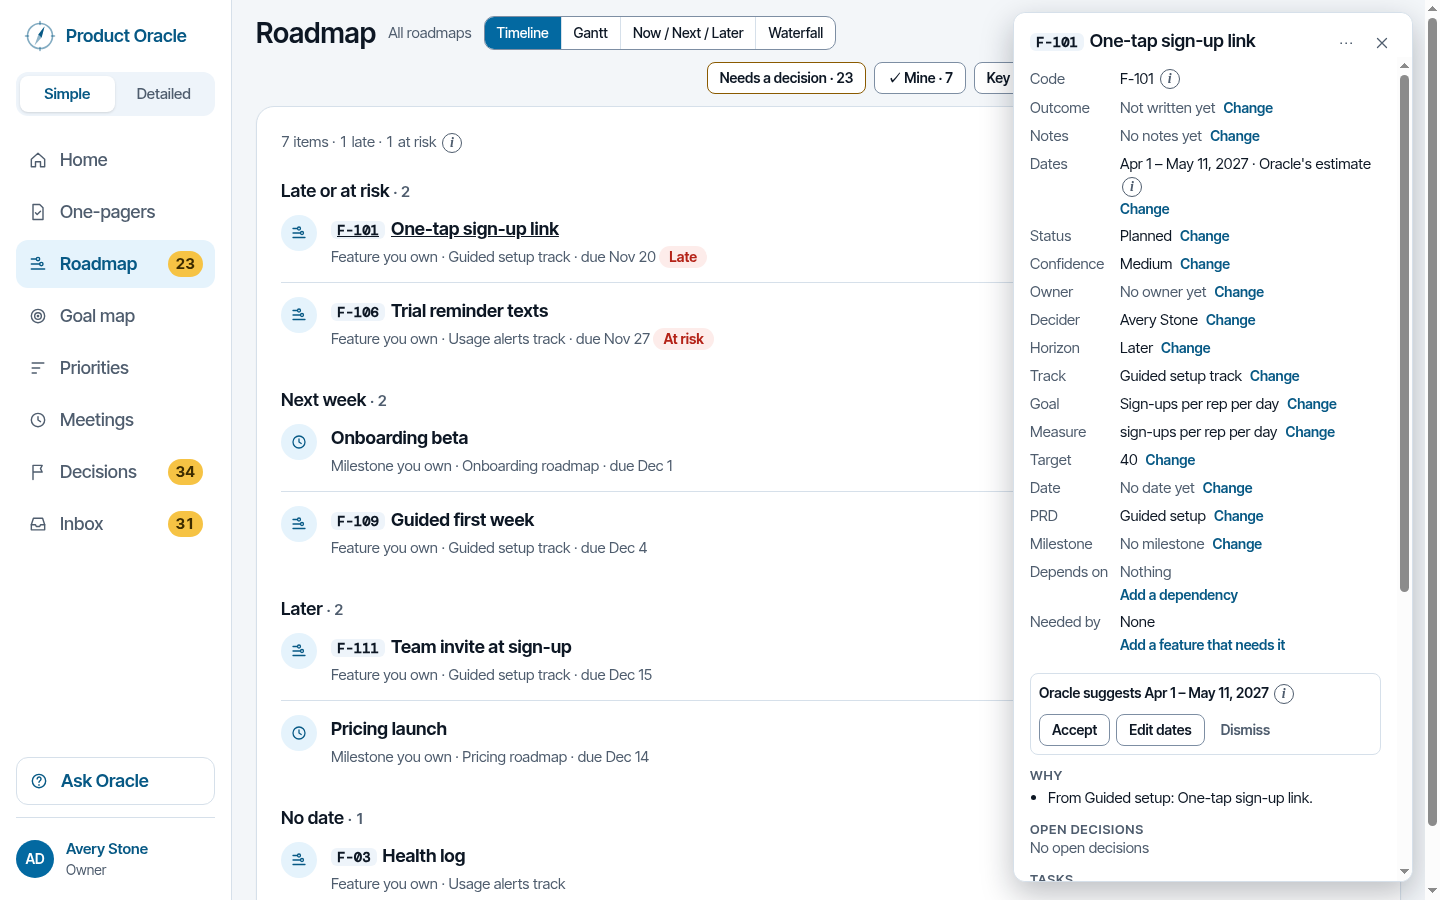 Product Oracle
Simple
Detailed
Home
One-pagers
Roadmap 23
Goal map
Priorities
Meetings
Decisions 34
Inbox 31
Ask Oracle
AD
Avery Stone
Owner
Roadmap
All roadmaps
Timeline
Gantt
Now / Next / Later
Waterfall
Needs a decision · 23
✓ Mine · 7
Key
7 items · 1 late · 1 at risk i
Late or at risk · 2
F-101 One-tap sign-up link
Feature you own · Guided setup track · due Nov 20 Late
F-106 Trial reminder texts
Feature you own · Usage alerts track · due Nov 27 At risk
Next week · 2
Onboarding beta
Milestone you own · Onboarding roadmap · due Dec 1
F-109 Guided first week
Feature you own · Guided setup track · due Dec 4
Later · 2
F-111 Team invite at sign-up
Feature you own · Guided setup track · due Dec 15
Pricing launch
Milestone you own · Pricing roadmap · due Dec 14
No date · 1
F-03 Health log
Feature you own · Usage alerts track
F-101 One-tap sign-up link
Code F-101 i
Outcome Not written yet Change
Notes No notes yet Change
Dates Apr 1 – May 11, 2027 · Oracle's estimate
i
Change
Status Planned Change
Confidence Medium Change
Owner No owner yet Change
Decider Avery Stone Change
Horizon Later Change
Track Guided setup track Change
Goal Sign-ups per rep per day Change
Measure sign-ups per rep per day Change
Target 40 Change
Date No date yet Change
PRD Guided setup Change
Milestone No milestone Change
Depends on Nothing
Add a dependency
Needed by None
Add a feature that needs it
Oracle suggests Apr 1 – May 11, 2027 i
Accept
Edit dates
Dismiss
WHY
• From Guided setup: One-tap sign-up link.
OPEN DECISIONS
No open decisions
TASKS